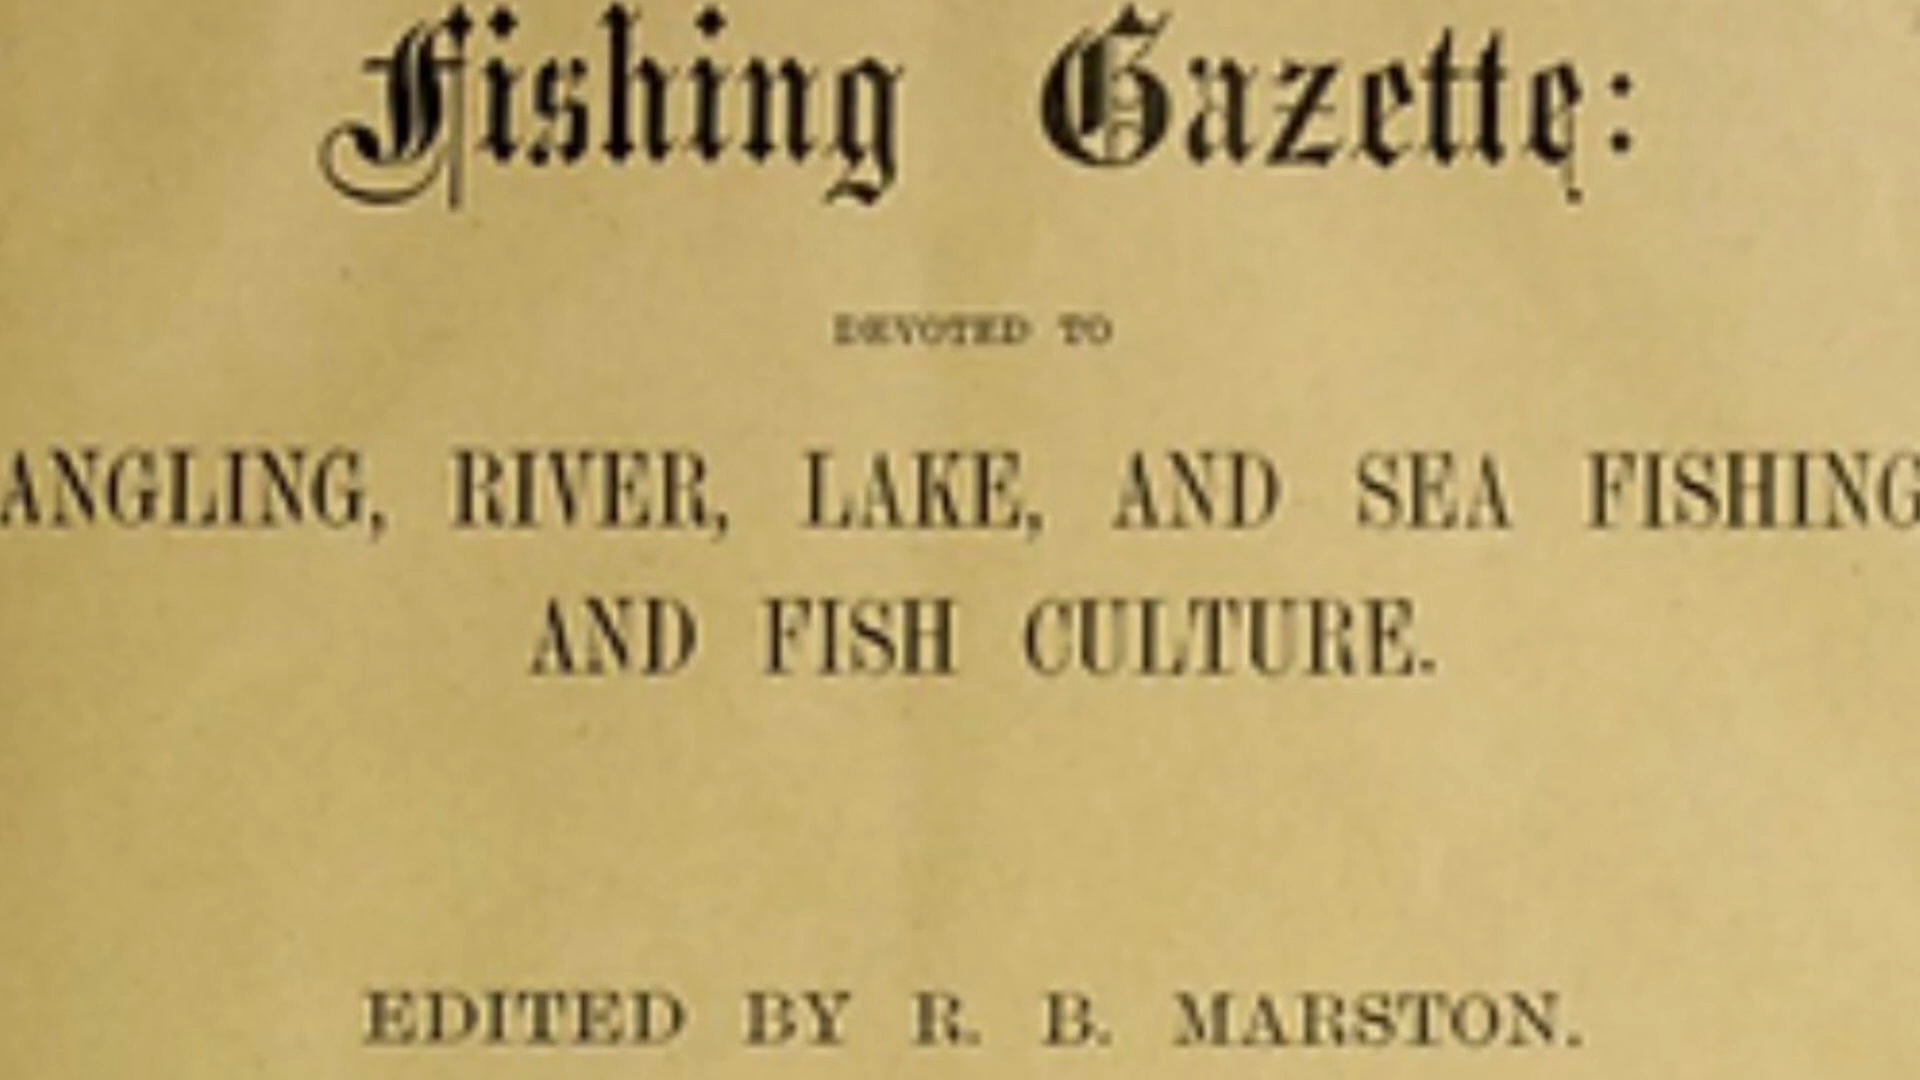 Fishing Gazette:
DEVOTED TO
ANGLING, RIVER, LAKE, AND SEA FISHING
AND FISH CULTURE.
EDITED BY R. B. MARSTON.